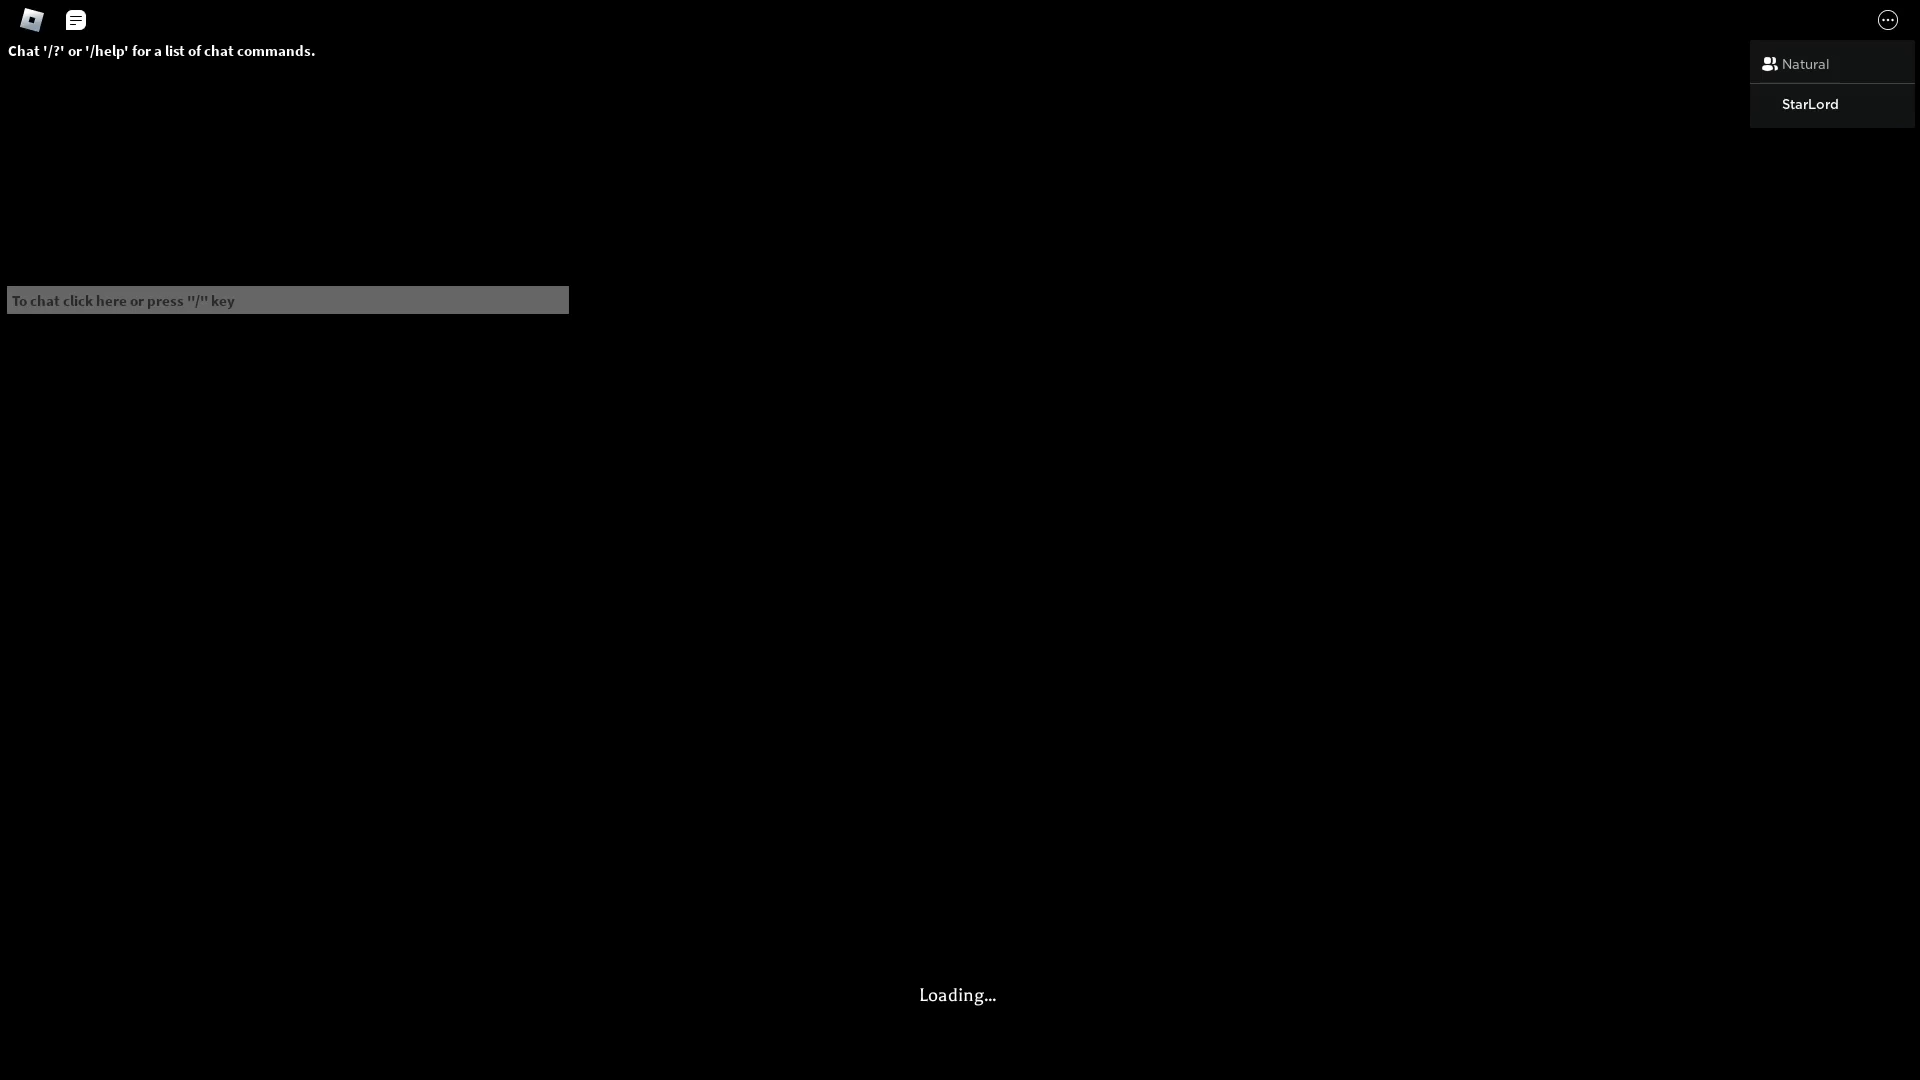 Chat '/?' or '/help' for a list of chat commands.
Natural
StarLord
To chat click here or press "/" key
Loading...